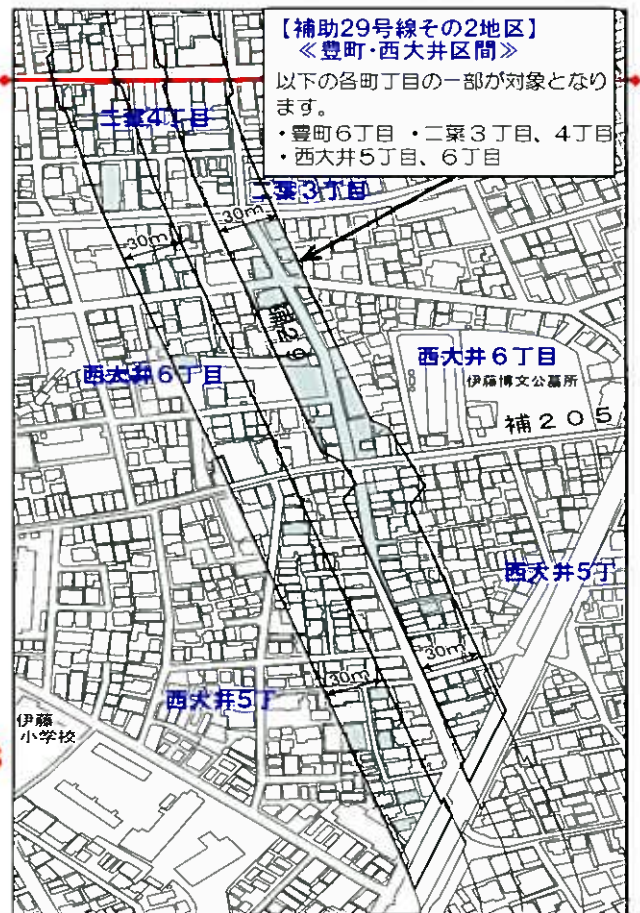 【補助29号線その2地区】
≪豊町・西大井区間≫
以下の各町丁目の一部が対象となり
ます。
・豊町6丁目 ・二葉3丁目、4丁目
・西大井5丁目、6丁目
二葉4丁目
二葉3丁目
30m
30m
補29
西大井6丁目
西大井6丁目
伊藤博文公墓所
補205
西大井5丁
30m
30m
西大井5丁
伊藤
小学校